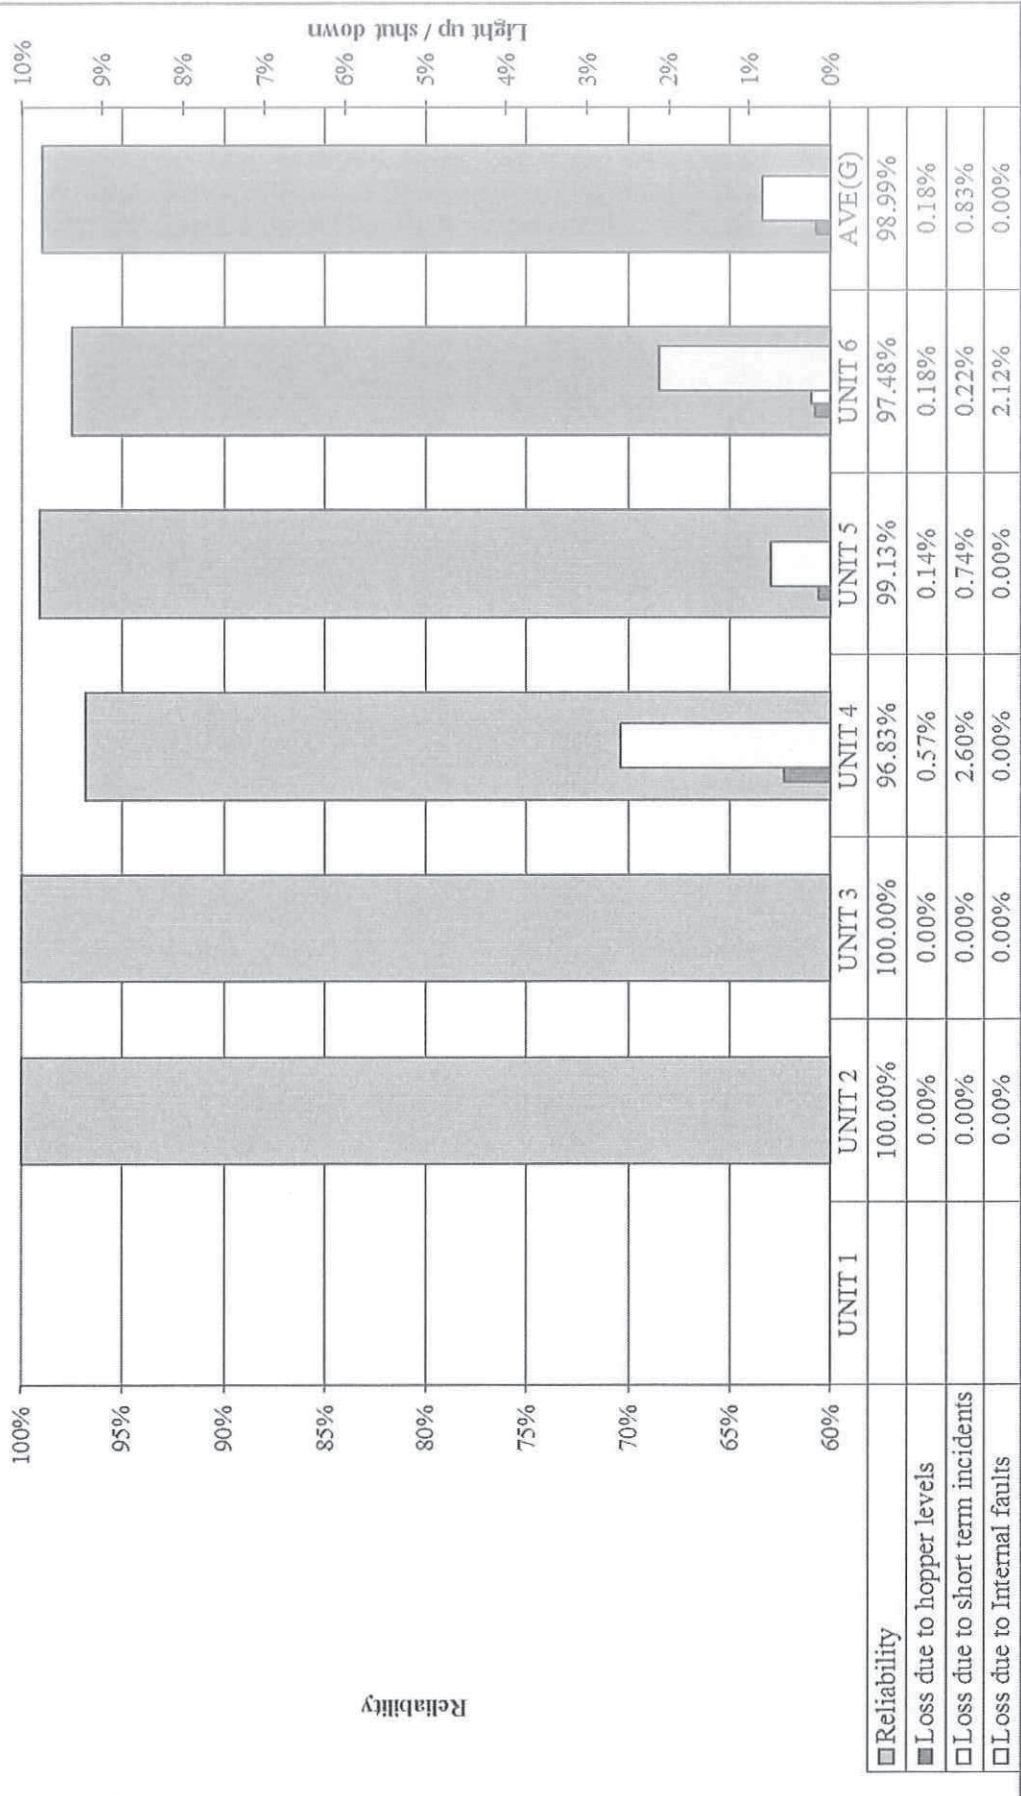 Reliability
100%
95%
90%
85%
80%
75%
70%
65%
60%
10%
9%
8%
7%
6%
5%
4%
3%
2%
1%
0%
Light up / shut down
UNIT 1 UNIT 2 UNIT 3 UNIT 4 UNIT 5 UNIT 6 AVE(G)
Reliability 100.00% 100.00% 96.83% 99.13% 97.48% 98.99%
Loss due to hopper levels 0.00% 0.00% 0.57% 0.14% 0.18% 0.18%
Loss due to short term incidents 0.00% 0.00% 2.60% 0.74% 0.22% 0.83%
Loss due to Internal faults 0.00% 0.00% 0.00% 0.00% 2.12% 0.00%